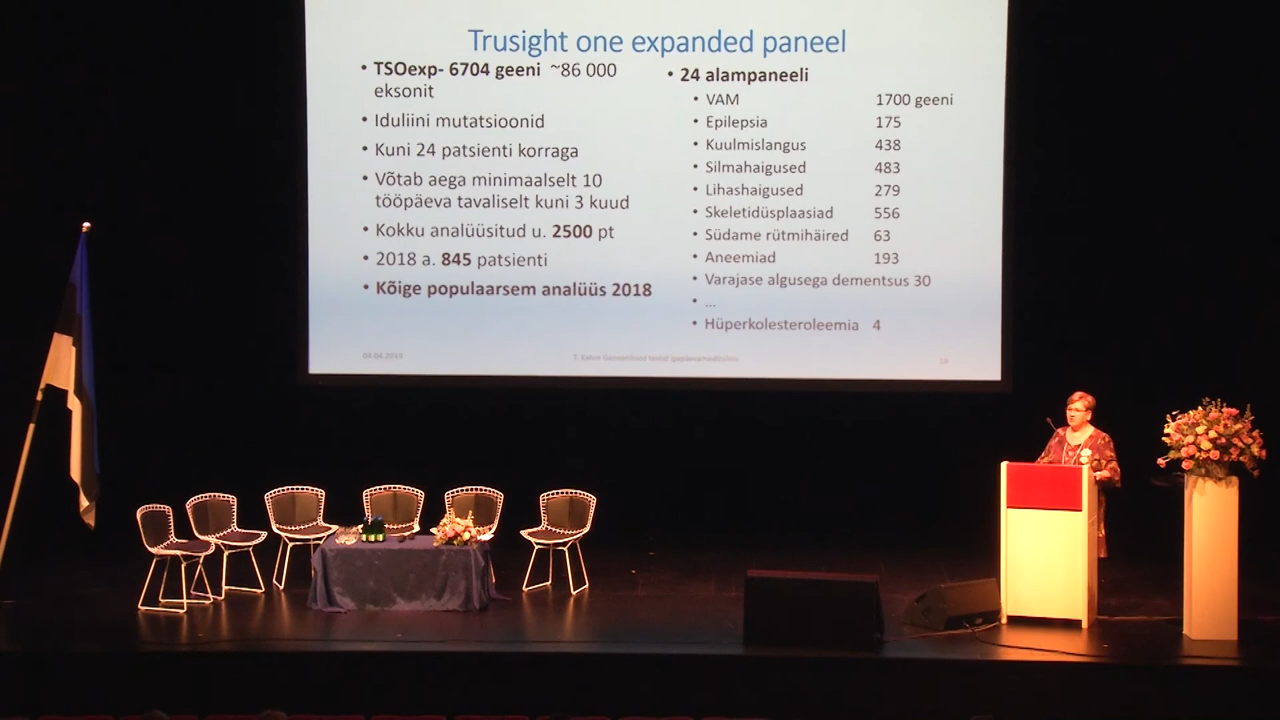 Trusight one expanded paneel
• TSOexp- 6704 geeni ~86 000
eksonit
• Iduliini mutatsioonid
• Kuni 24 patsienti korraga
• Võtab aega minimaalselt 10
tööpäeva tavaliselt kuni 3 kuud
• Kokku analüüsitud u. 2500 pt
• 2018 a. 845 patsienti
• Kõige populaarsem analüüs 2018
• 24 alampaneeli
• VAM 1700 geeni
• Epilepsia 175
• Kuulmislangus 438
• Silmahaigused 483
• Lihashaigused 279
• Skeletidüsplaasiad 556
• Südame rütmihäired 63
• Aneemiad 193
• Varajase algusega dementsus 30
• ...
• Hüperkolesteroleemia 4